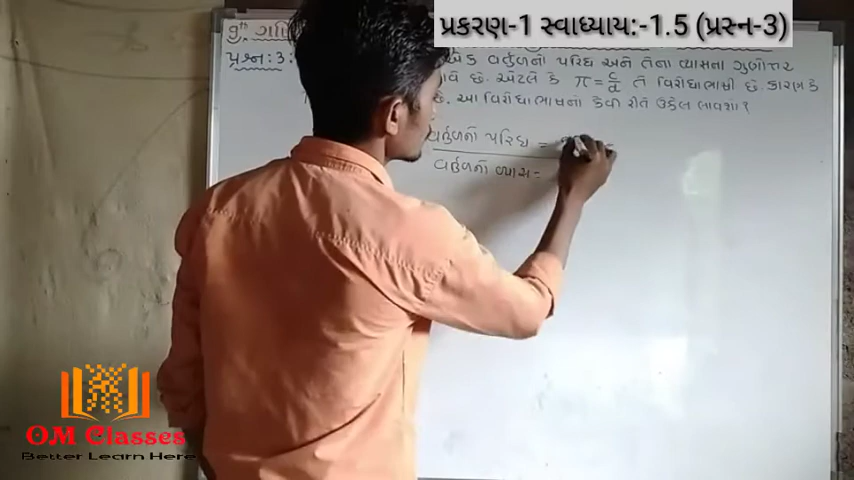 પ્રકરણ-1 સ્વાધ્યાય:-1.5 (પ્રસ્ન-3)
9th
પ્રશ્ન:3:
એક વર્તુળનો પરિઘ અને તેના વ્યાસના ગુણોત્તર
છે. એટલે કે π = c/d તે વિરોધાભાસી છે. કારણ કે
છે. આ વિરોધાભાસનો કેવી રીતે ઉકેલ લાવશો?
વર્તુળનો પરિઘ =
વર્તુળનો વ્યાસ =
OM Classes
Better Learn Here